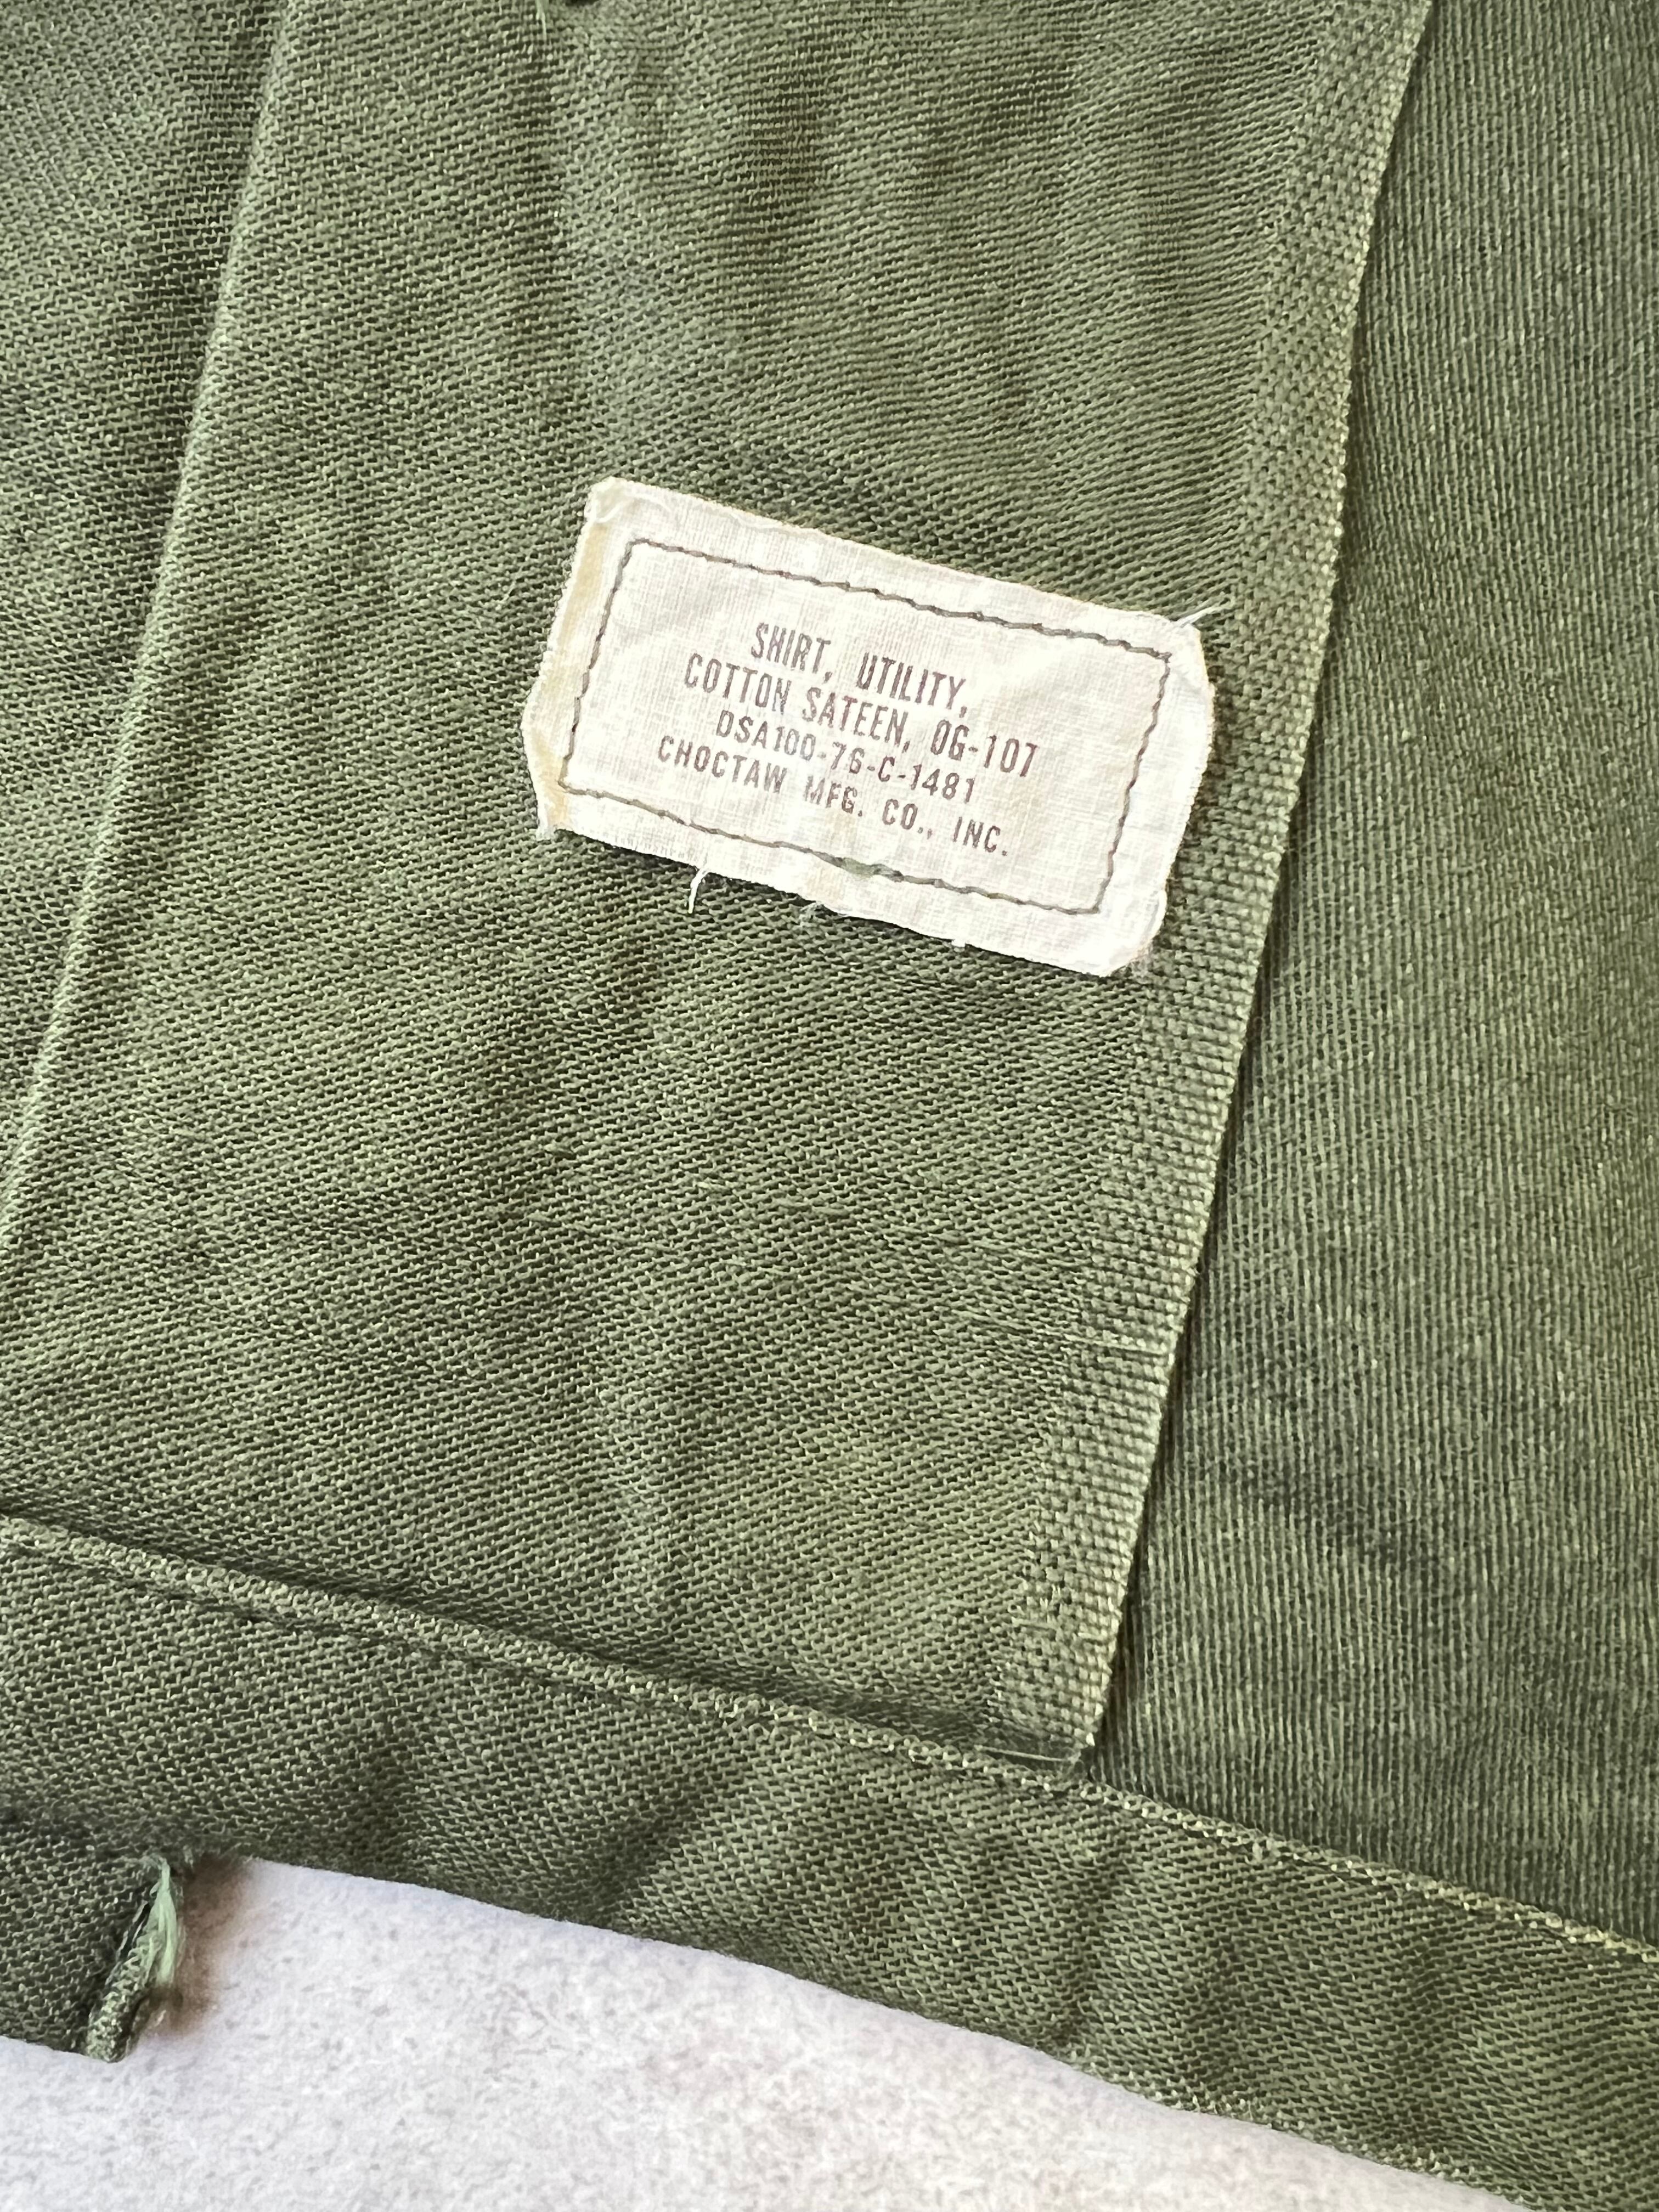 SHIRT, UTILITY,
COTTON SATEEN, OG-107
DSA100-76-C-1481
CHOCTAW MFG. CO., INC.